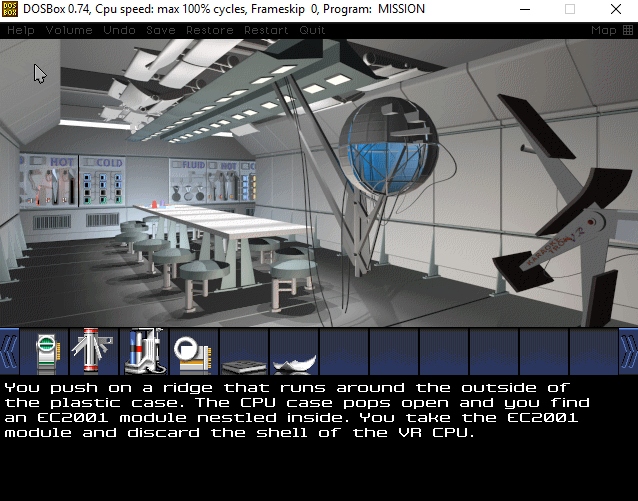 DOSBox 0.74, Cpu speed: max 100% cycles, Frameskip 0, Program: MISSION
Help Volume Undo Save Restore Restart Quit Map
HOT COLD FLUID HOT
You push on a ridge that runs around the outside of
the plastic case. The CPU case pops open and you find
an EC2001 module nestled inside. You take the EC2001
module and discard the shell of the VR CPU.